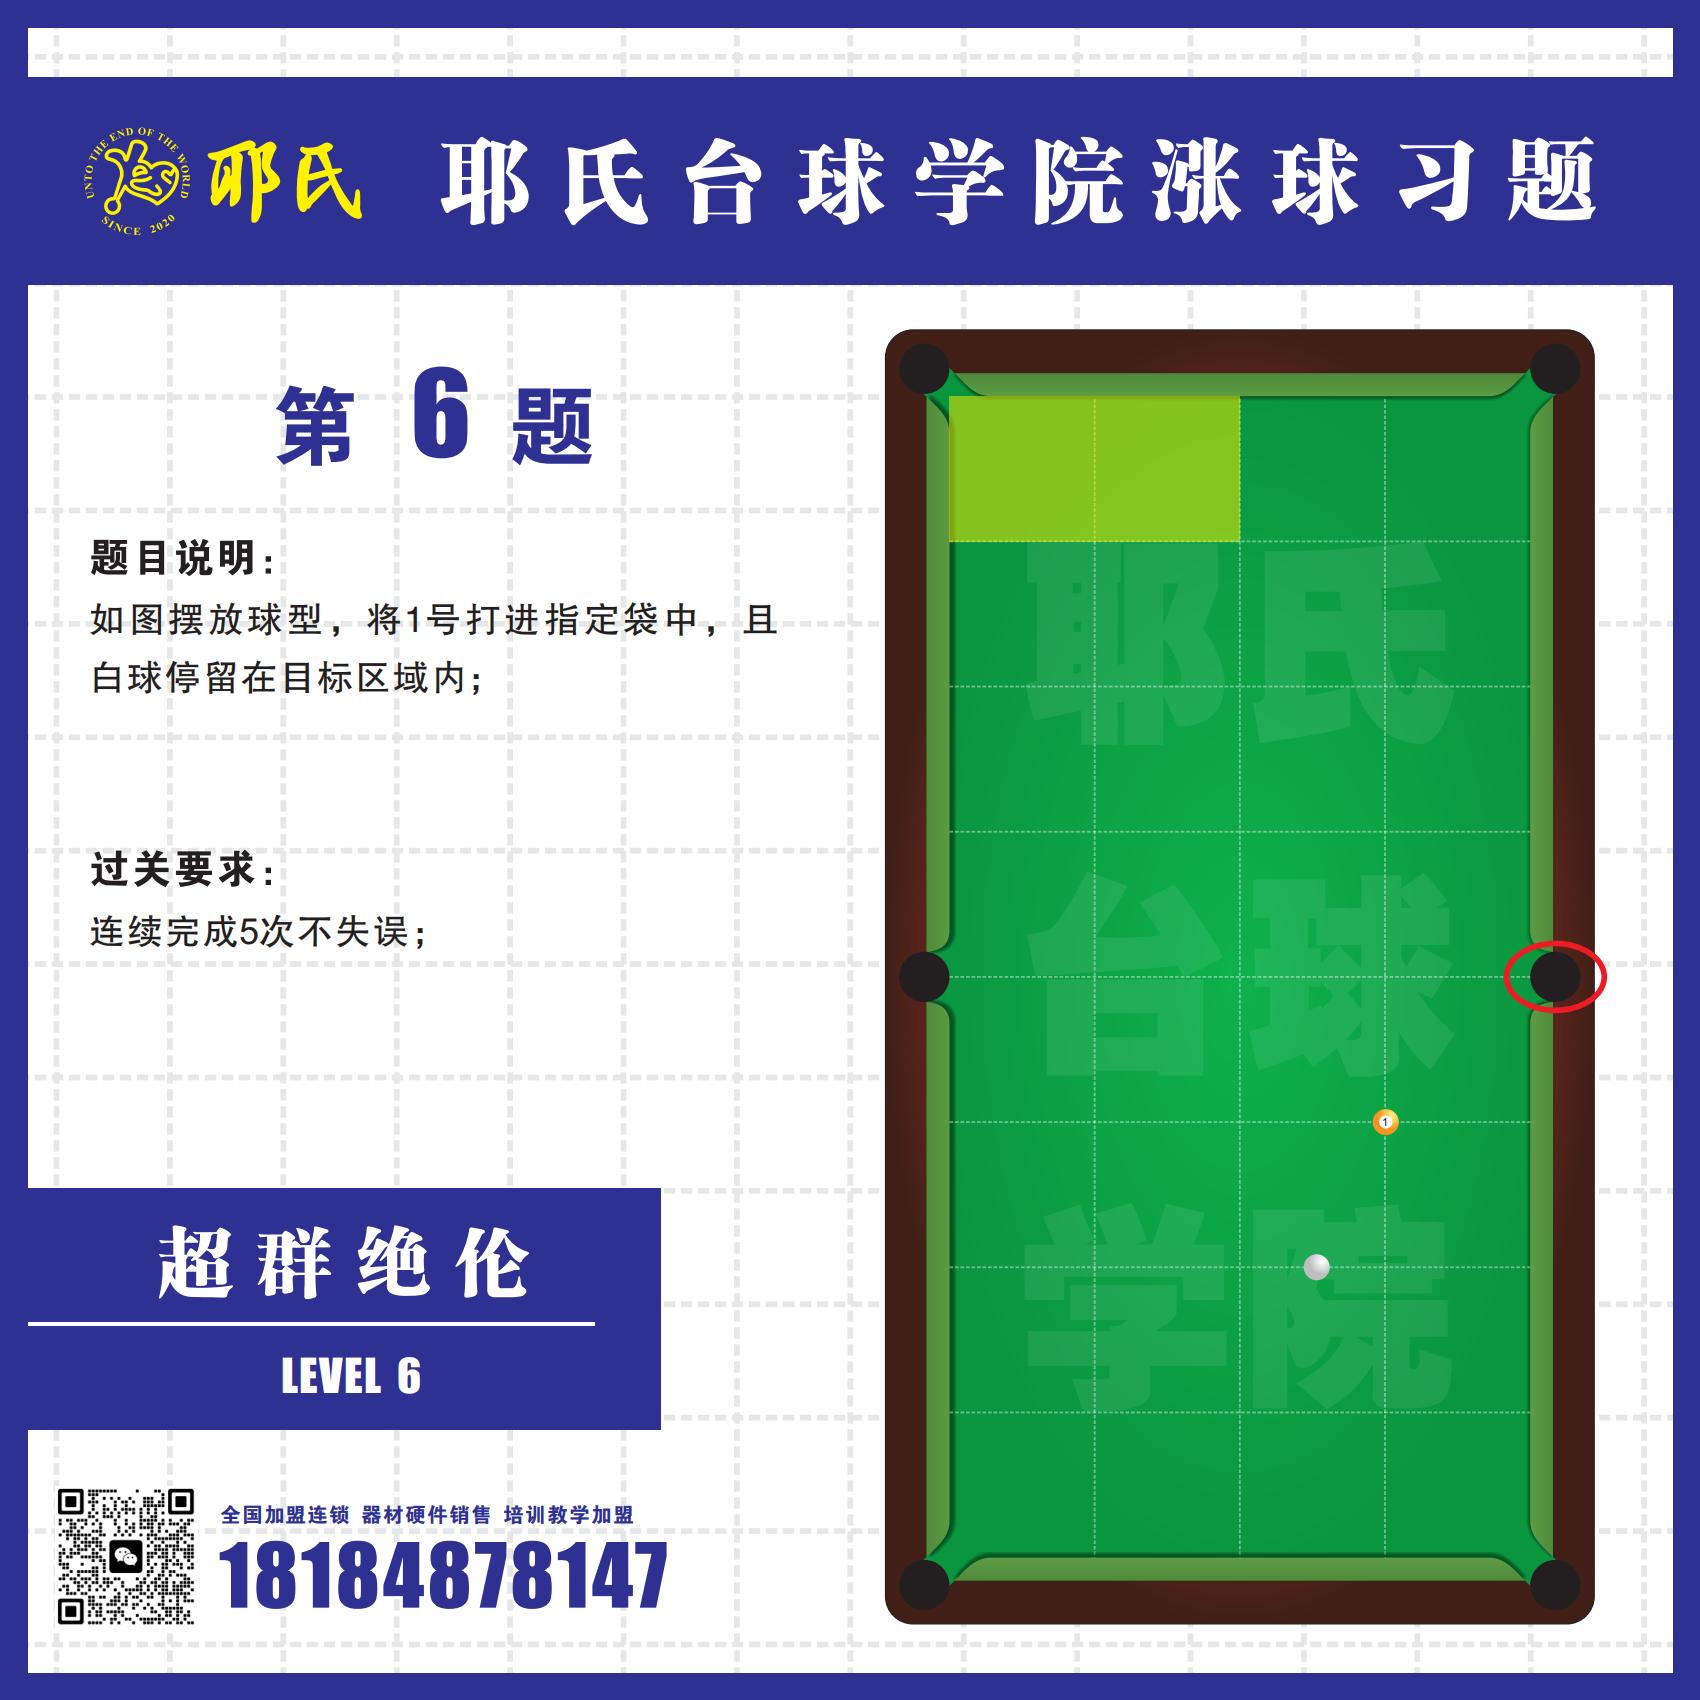 UNTO THE END OF THE WORLD
SINCE 2020
耶氏
耶氏台球学院涨球习题
第 6 题
题目说明：
如图摆放球型，将1号打进指定袋中，且
白球停留在目标区域内；
过关要求：
连续完成5次不失误；
超群绝伦
LEVEL 6
全国加盟连锁 器材硬件销售 培训教学加盟
18184878147
耶氏
台球
1
学院